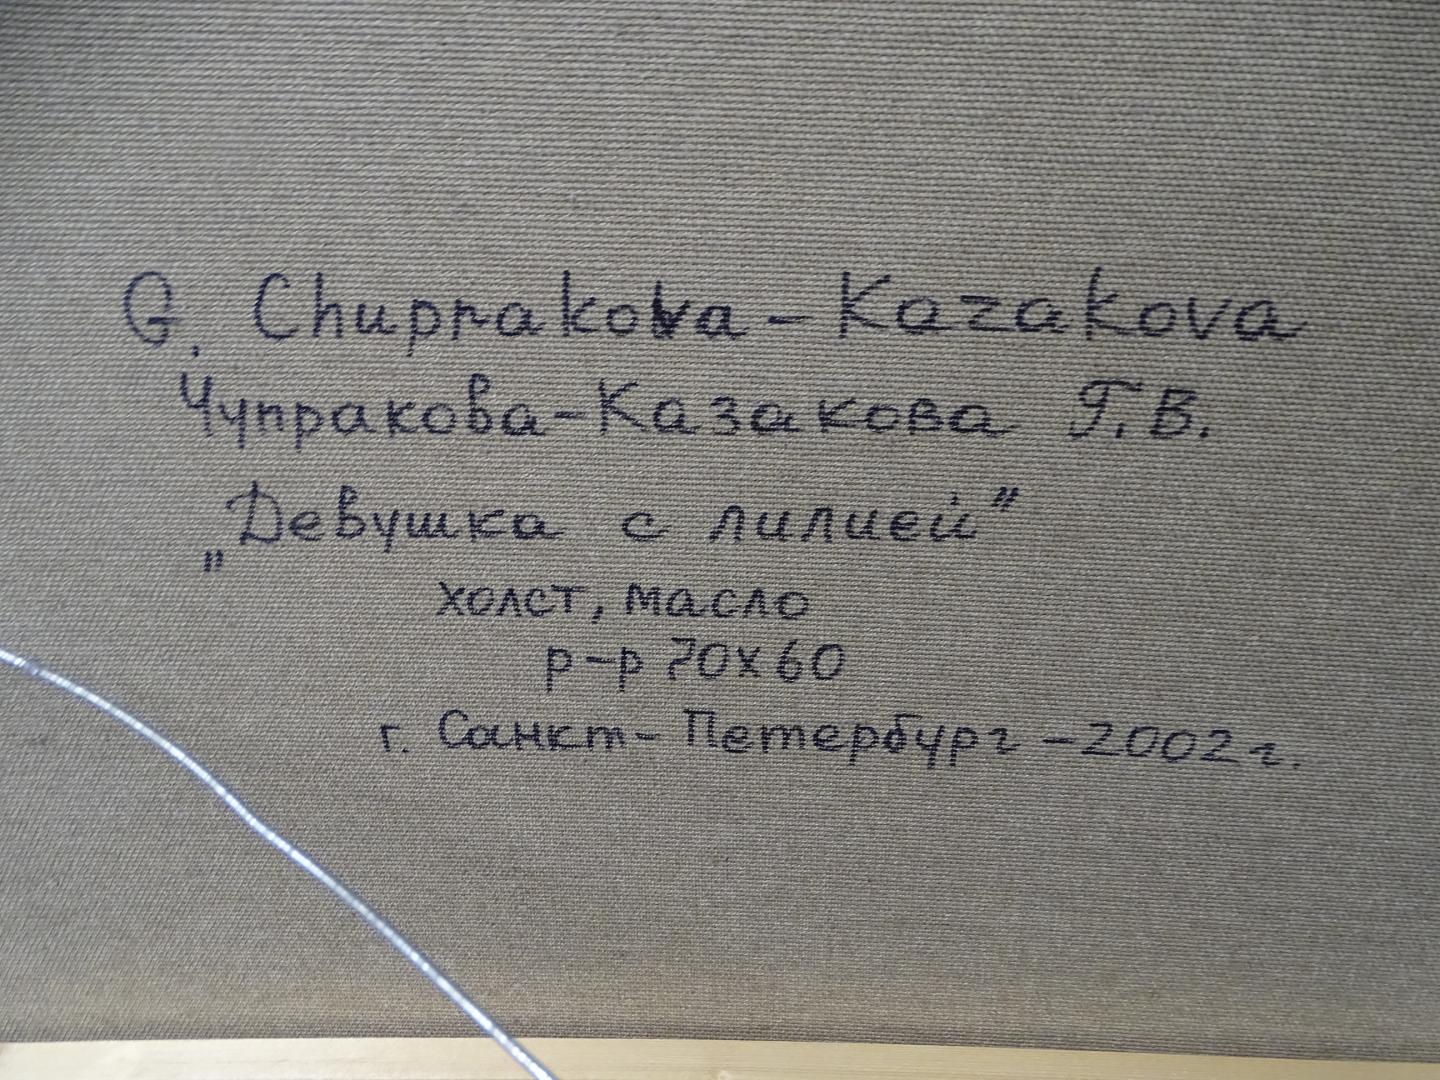 G. Chuprakova - Kazakova
Чупракова-Казакова Г.В.
„Девушка с лилией"
холст, масло
р-р 70х60
г. Санкт-Петербург - 2002г.